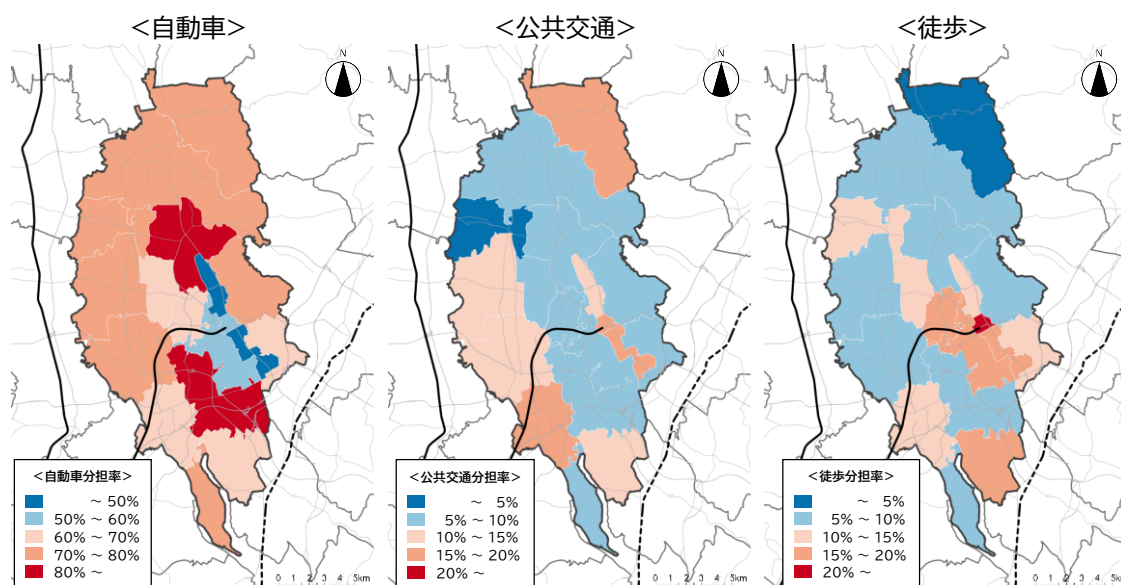 <自動車>
N
<自動車分担率>
～ 50%
50% ～ 60%
60% ～ 70%
70% ～ 80%
80% ～
0 1 2 3 4 5km
<公共交通>
N
<公共交通分担率>
～ 5%
5% ～ 10%
10% ～ 15%
15% ～ 20%
20% ～
0 1 2 3 4 5km
<徒歩>
N
<徒歩分担率>
～ 5%
5% ～ 10%
10% ～ 15%
15% ～ 20%
20% ～
0 1 2 3 4 5km